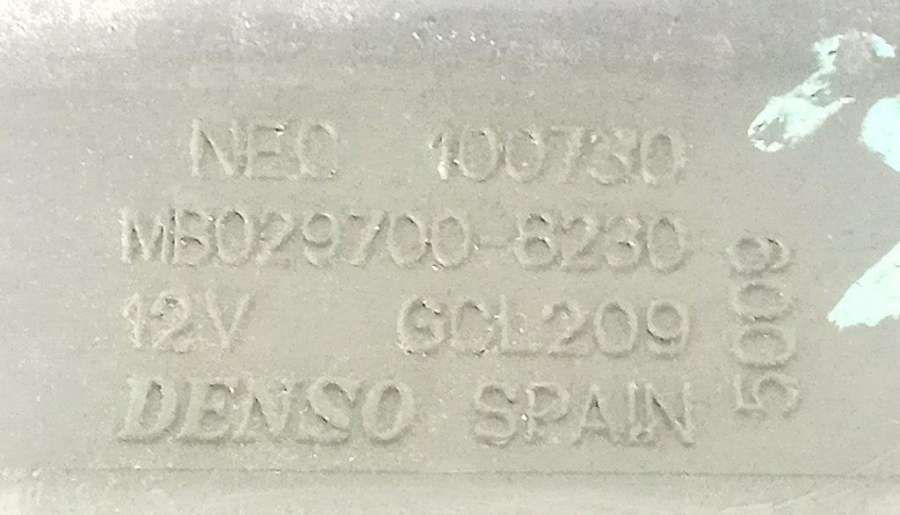 NEC 100730
MB029700-8230
12V GCL209
DENSO SPAIN
5009